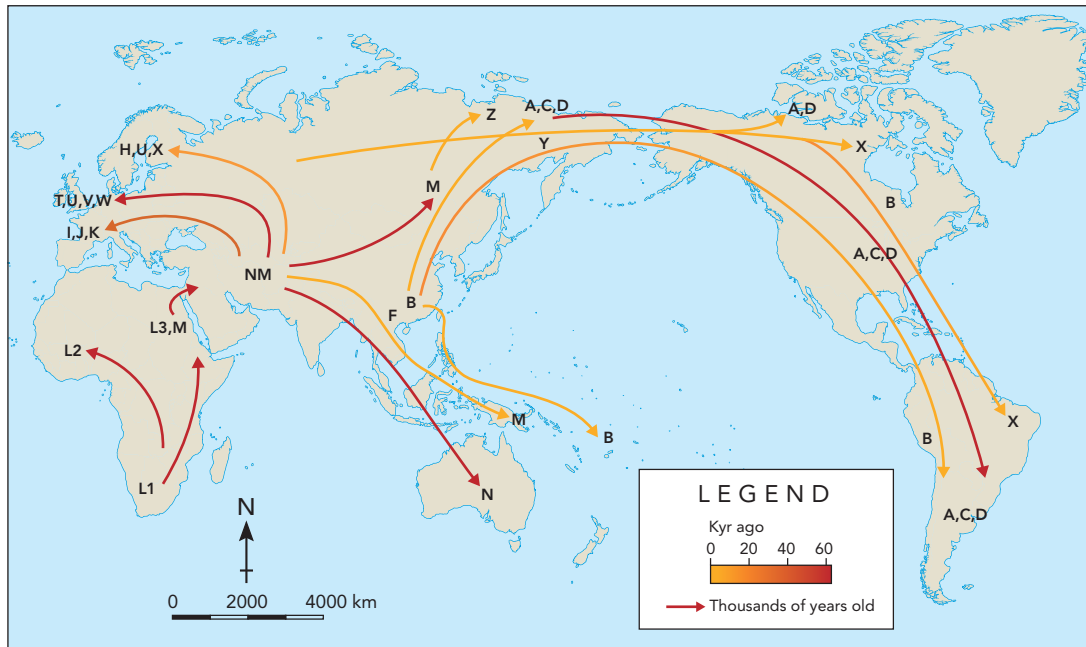 Z
A,C,D
A,D
Y
X
H,U,X
M
T,U,V,W
B
I,J,K
A,C,D
NM
B
F
L3,M
L2
M
X
B
B
L1
N
A,C,D
N
0 2000 4000 km
LEGEND
Kyr ago
0 20 40 60
Thousands of years old